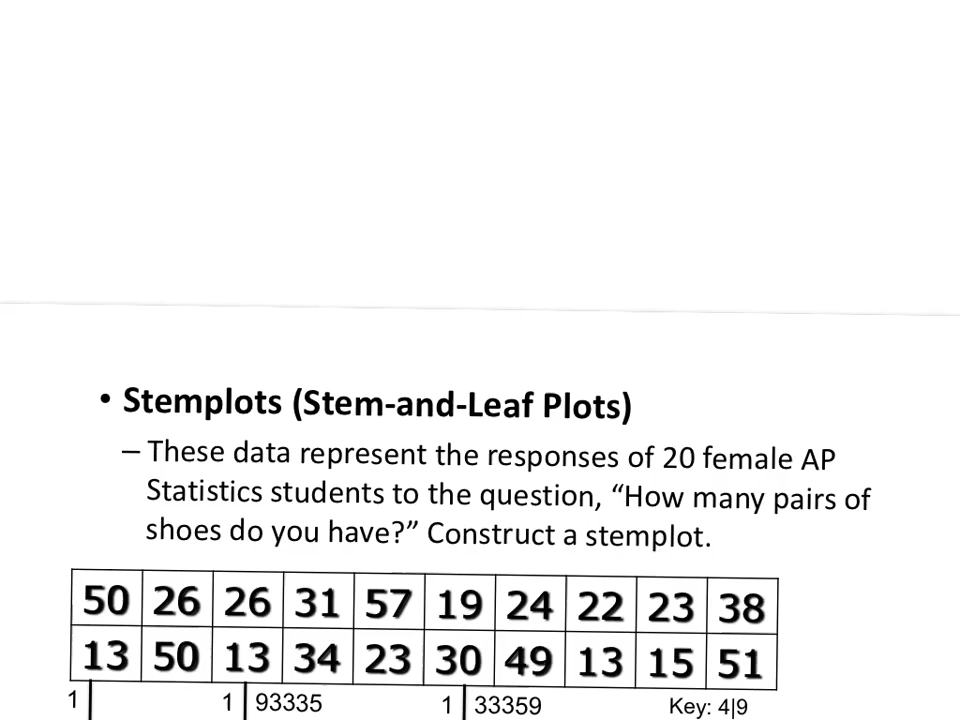 • Stemplots (Stem-and-Leaf Plots)
– These data represent the responses of 20 female AP
Statistics students to the question, “How many pairs of
shoes do you have?” Construct a stemplot.
50 26 26 31 57 19 24 22 23 38
13 50 13 34 23 30 49 13 15 51
1 1 93335 1 33359 Key: 4|9